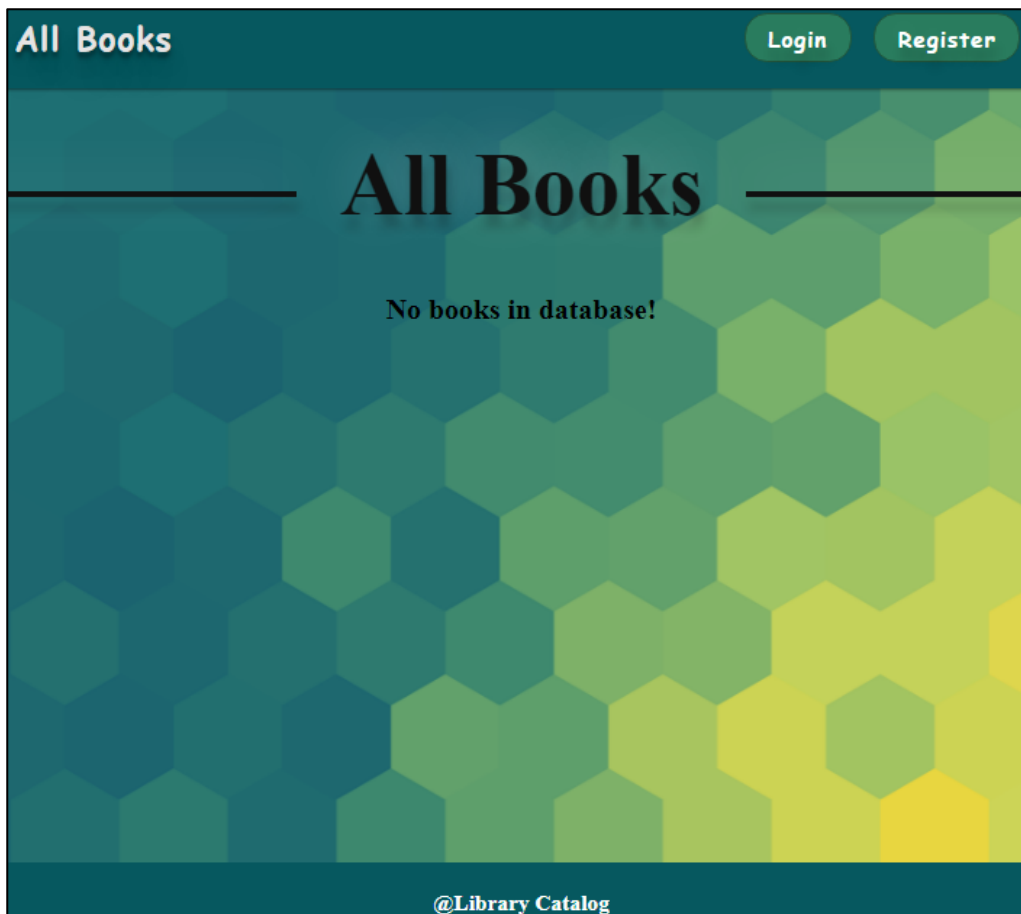 All Books Login Register
All Books
No books in database!
@Library Catalog